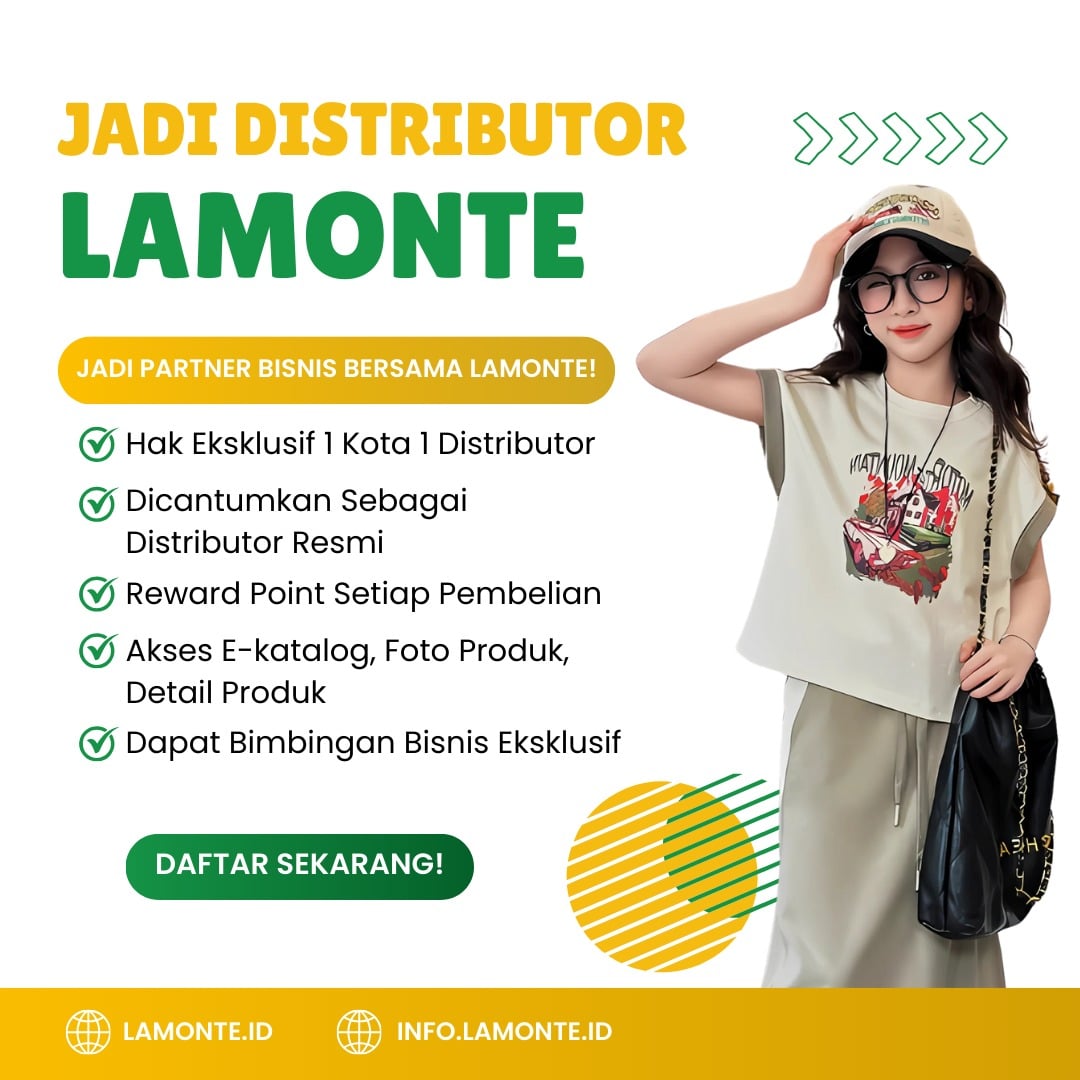 JADI DISTRIBUTOR
LAMONTE
JADI PARTNER BISNIS BERSAMA LAMONTE!
Hak Eksklusif 1 Kota 1 Distributor
Dicantumkan Sebagai
Distributor Resmi
Reward Point Setiap Pembelian
Akses E-katalog, Foto Produk,
Detail Produk
Dapat Bimbingan Bisnis Eksklusif
DAFTAR SEKARANG!
LAMONTE.ID
INFO.LAMONTE.ID